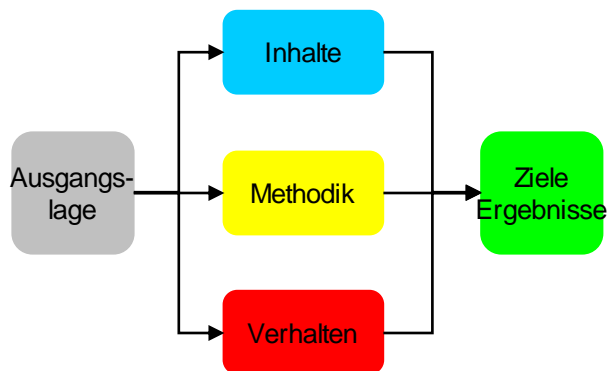 Inhalte
Ausgangs-
lage
Methodik
Ziele
Ergebnisse
Verhalten